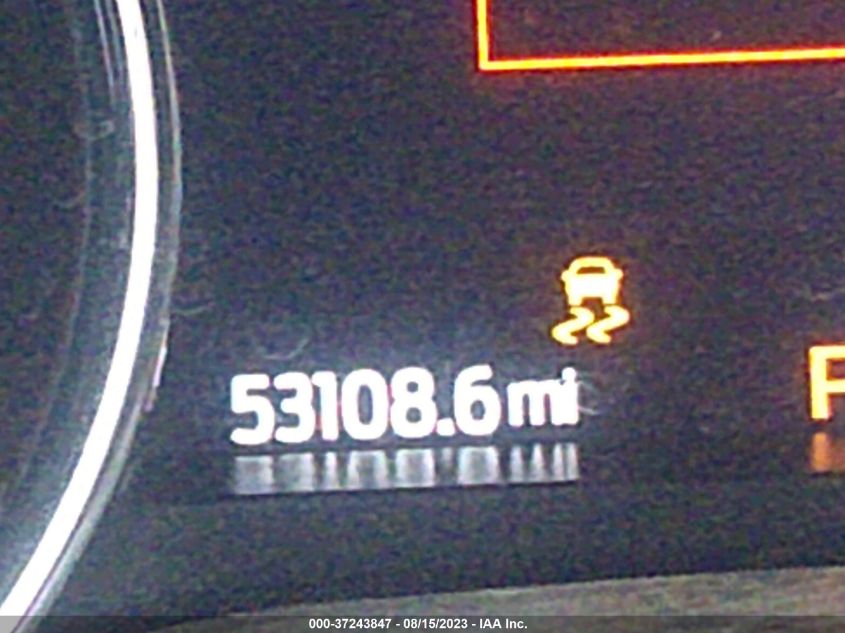 53108.6 mi
P
000-37243847 - 08/15/2023 - IAA Inc.